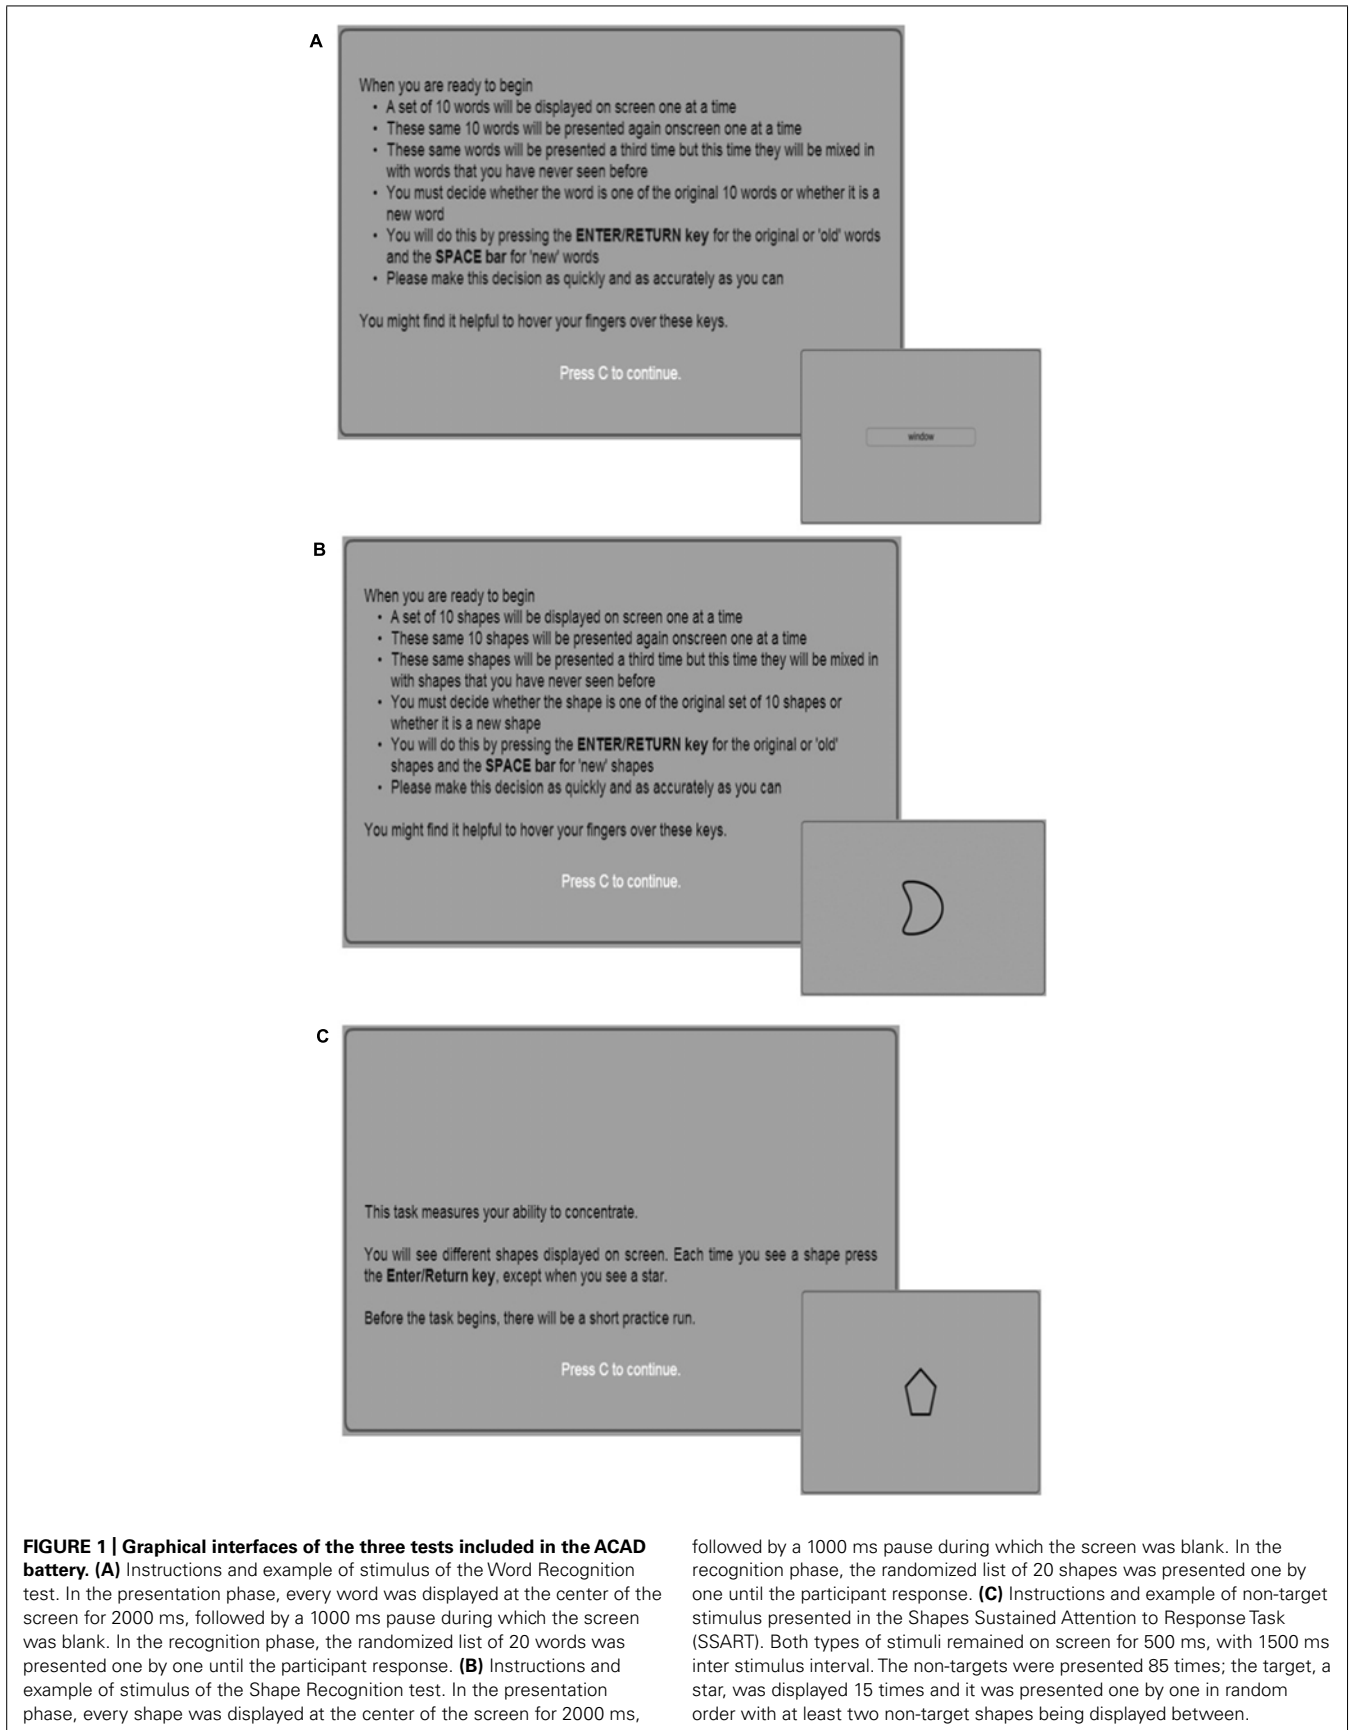 A
When you are ready to begin
• A set of 10 words will be displayed on screen one at a time
• These same 10 words will be presented again onscreen one at a time
• These same words will be presented a third time but this time they will be mixed in
with words that you have never seen before
• You must decide whether the word is one of the original 10 words or whether it is a
new word
• You will do this by pressing the ENTER/RETURN key for the original or 'old' words
and the SPACE bar for 'new' words
• Please make this decision as quickly and as accurately as you can
You might find it helpful to hover your fingers over these keys.
Press C to continue.
window
B
When you are ready to begin
• A set of 10 shapes will be displayed on screen one at a time
• These same 10 shapes will be presented again onscreen one at a time
• These same shapes will be presented a third time but this time they will be mixed in
with shapes that you have never seen before
• You must decide whether the shape is one of the original set of 10 shapes or
whether it is a new shape
• You will do this by pressing the ENTER/RETURN key for the original or 'old'
shapes and the SPACE bar for 'new' shapes
• Please make this decision as quickly and as accurately as you can
You might find it helpful to hover your fingers over these keys.
Press C to continue.
C
This task measures your ability to concentrate.
You will see different shapes displayed on screen. Each time you see a shape press
the Enter/Return key, except when you see a star.
Before the task begins, there will be a short practice run.
Press C to continue.
FIGURE 1 | Graphical interfaces of the three tests included in the ACAD
battery. (A) Instructions and example of stimulus of the Word Recognition
test. In the presentation phase, every word was displayed at the center of the
screen for 2000 ms, followed by a 1000 ms pause during which the screen
was blank. In the recognition phase, the randomized list of 20 words was
presented one by one until the participant response. (B) Instructions and
example of stimulus of the Shape Recognition test. In the presentation
phase, every shape was displayed at the center of the screen for 2000 ms,
followed by a 1000 ms pause during which the screen was blank. In the
recognition phase, the randomized list of 20 shapes was presented one by
one until the participant response. (C) Instructions and example of non-target
stimulus presented in the Shapes Sustained Attention to Response Task
(SSART). Both types of stimuli remained on screen for 500 ms, with 1500 ms
inter stimulus interval. The non-targets were presented 85 times; the target, a
star, was displayed 15 times and it was presented one by one in random
order with at least two non-target shapes being displayed between.